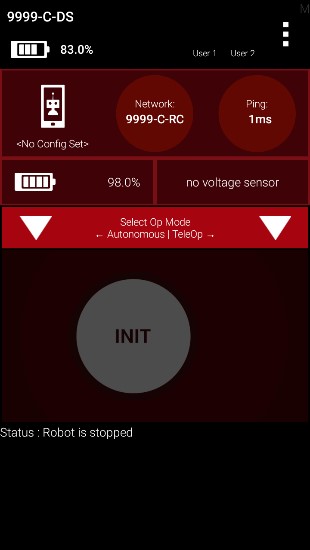 M
9999-C-DS
83.0%
User 1 User 2
Network:
9999-C-RC
Ping:
1ms
<No Config Set>
98.0%
no voltage sensor
Select Op Mode
← Autonomous | TeleOp →
INIT
Status : Robot is stopped